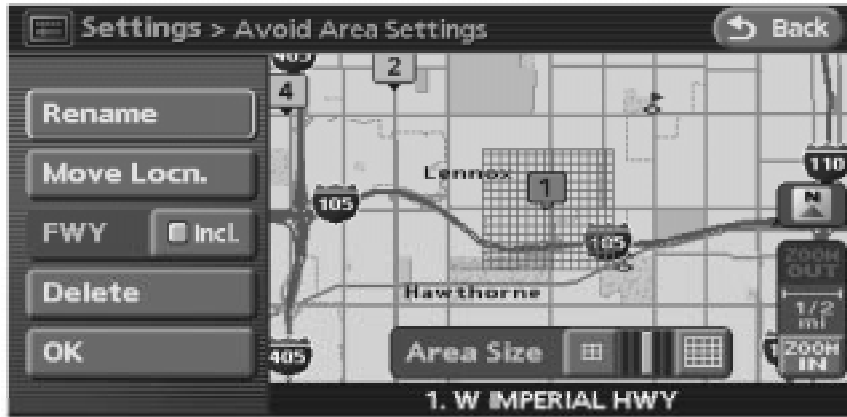 Settings > Avoid Area Settings
Back
405
2
4
Rename
110
Move Locn.
Lennox
1
105
N
FWY
Incl.
105
ZOOM OUT
Delete
Hawthorne
1/2 mi
OK
405
Area Size
ZOOM IN
1. W IMPERIAL HWY